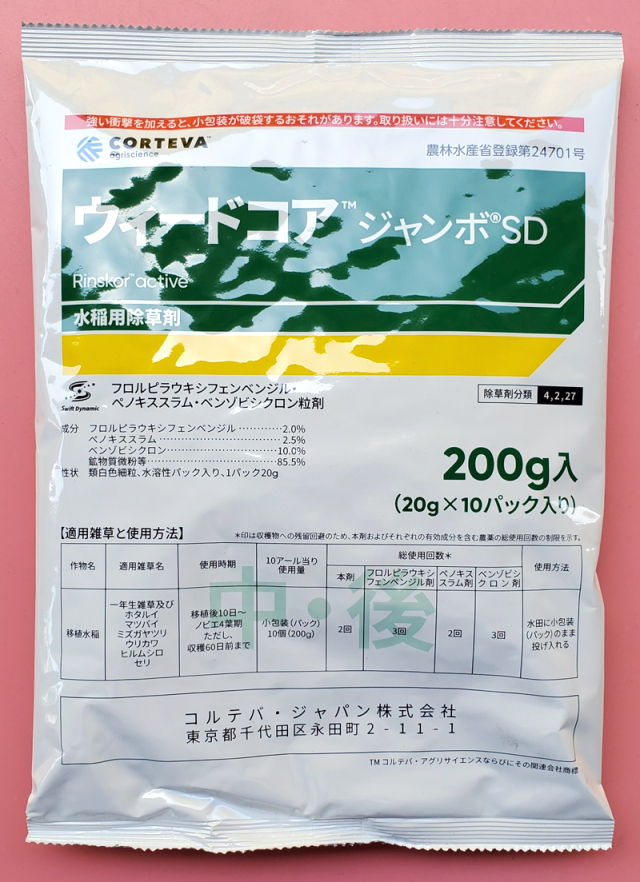 強い衝撃を加えると、小包装が破袋するおそれがあります。取り扱いには十分注意してください。
CORTEVA™
agriscience
農林水産省登録第24701号
ウィードコア™ ジャンボ®SD
Rinskor™ active
水稲用除草剤
Swift Dynamic
フロルピラウキシフェンベンジル・
ペノキススラム・ベンゾビシクロン粒剤
除草剤分類 4,2,27
成分 フロルピラウキシフェンベンジル …………2.0%
ペノキススラム ……………………………2.5%
ベンゾビシクロン…………………………10.0%
鉱物質微粉等………………………………85.5%
性状 類白色細粒、水溶性パック入り、1パック20g
200g入
(20g×10パック入り)
【適用雑草と使用方法】
*印は収穫物への残留回避のため、本剤およびそれぞれの有効成分を含む農薬の総使用回数の制限を示す。
作物名 適用雑草名 使用時期 10アール当り使用量 総使用回数* 使用方法
本剤 フロルピラウキシフェンベンジル剤 ペノキススラム剤 ベンゾビシクロン剤
移植水稲
一年生雑草及び
ホタルイ
マツバイ
ミズガヤツリ
ウリカワ
ヒルムシロ
セリ
移植後10日～
ノビエ4葉期
ただし、
収穫60日前まで
小包装(パック)
10個(200g)
2回 3回 2回 3回
水田に小包装
(パック)のまま
投げ入れる
中・後
コルテバ・ジャパン株式会社
東京都千代田区永田町2-11-1
TM コルテバ・アグリサイエンスならびにその関連会社商標